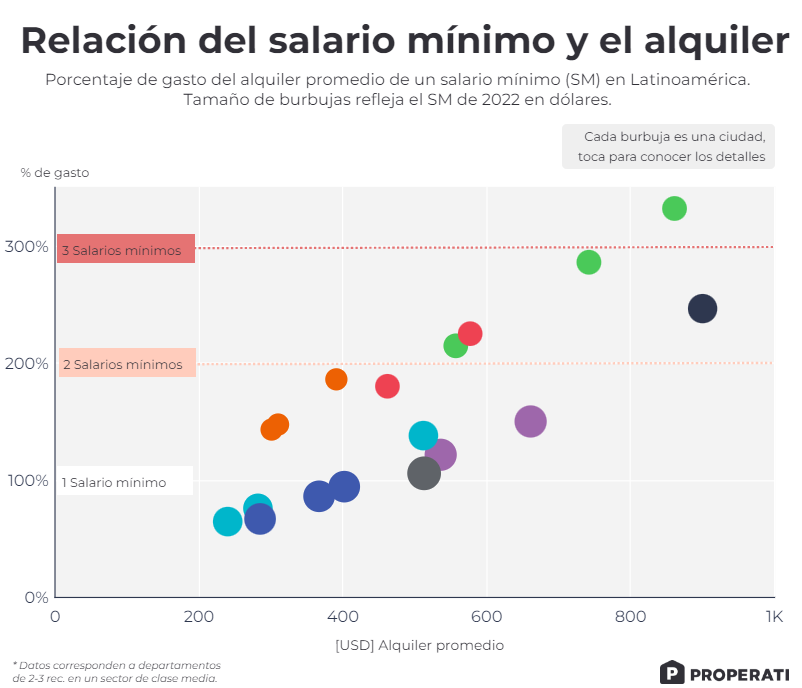 Relación del salario mínimo y el alquiler
Porcentaje de gasto del alquiler promedio de un salario mínimo (SM) en Latinoamérica.
Tamaño de burbujas refleja el SM de 2022 en dólares.
Cada burbuja es una ciudad,
toca para conocer los detalles
% de gasto
300%
3 Salarios mínimos
200%
2 Salarios mínimos
100%
1 Salario mínimo
0%
0 200 400 600 800 1K
[USD] Alquiler promedio
* Datos corresponden a departamentos
de 2-3 rec. en un sector de clase media.
P PROPERATI